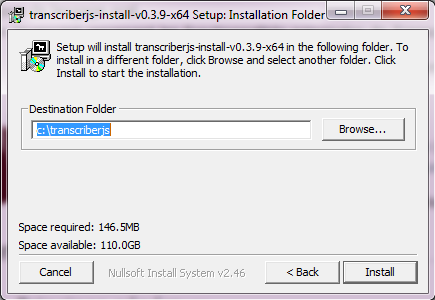 transcriberjs-install-v0.3.9-x64 Setup: Installation Folder
Setup will install transcriberjs-install-v0.3.9-x64 in the following folder. To
install in a different folder, click Browse and select another folder. Click
Install to start the installation.
Destination Folder
c:\transcriberjs
Browse...
Space required: 146.5MB
Space available: 110.0GB
Cancel
Nullsoft Install System v2.46
< Back
Install